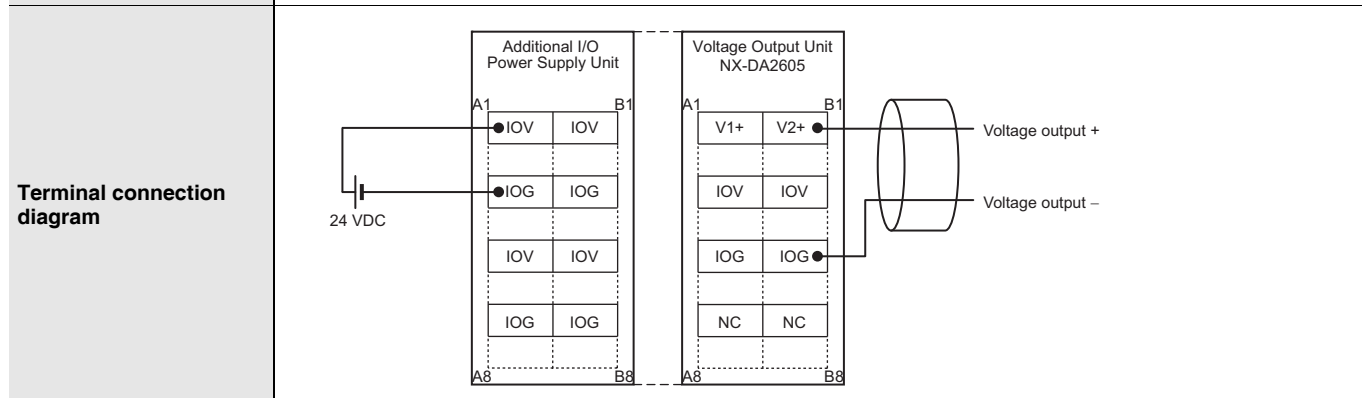 Terminal connection
diagram
24 VDC
Additional I/O
Power Supply Unit
A1 B1
IOV IOV
IOG IOG
IOV IOV
IOG IOG
A8 B8
Voltage Output Unit
NX-DA2605
A1 B1
V1+ V2+
IOV IOV
IOG IOG
NC NC
A8 B8
Voltage output +
Voltage output −